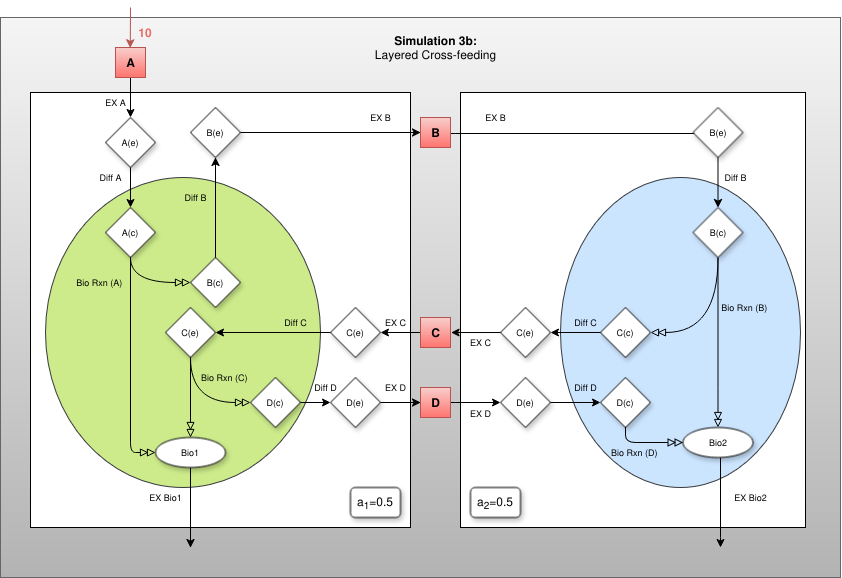 10
Simulation 3b:
Layered Cross-feeding
A
EX A
A(e)
B(e)
EX B
B
EX B
B(e)
Diff A
Diff B
Diff B
A(c)
B(c)
Bio Rxn (A)
B(c)
Bio Rxn (B)
C(e)
Diff C
C(e)
EX C
C
EX C
C(e)
Diff C
C(c)
Bio Rxn (C)
D(c)
Diff D
D(e)
EX D
D
EX D
D(e)
Diff D
D(c)
Bio1
Bio Rxn (D)
Bio2
EX Bio1
a1=0.5
a2=0.5
EX Bio2